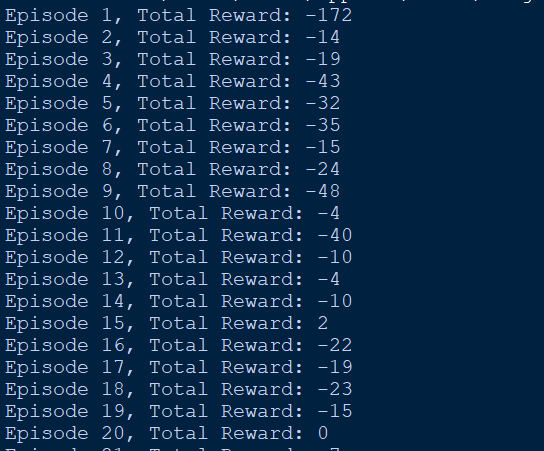 Episode 1, Total Reward: -172
Episode 2, Total Reward: -14
Episode 3, Total Reward: -19
Episode 4, Total Reward: -43
Episode 5, Total Reward: -32
Episode 6, Total Reward: -35
Episode 7, Total Reward: -15
Episode 8, Total Reward: -24
Episode 9, Total Reward: -48
Episode 10, Total Reward: -4
Episode 11, Total Reward: -40
Episode 12, Total Reward: -10
Episode 13, Total Reward: -4
Episode 14, Total Reward: -10
Episode 15, Total Reward: 2
Episode 16, Total Reward: -22
Episode 17, Total Reward: -19
Episode 18, Total Reward: -23
Episode 19, Total Reward: -15
Episode 20, Total Reward: 0